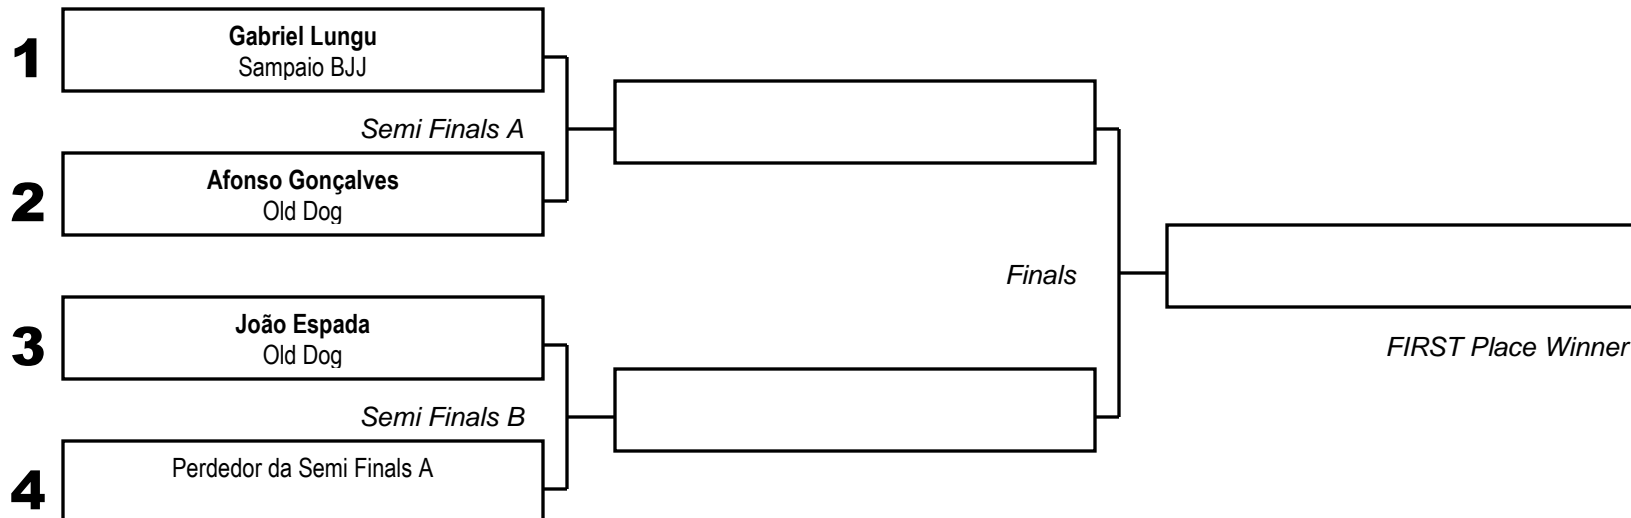 1
Gabriel Lungu
Sampaio BJJ
Semi Finals A
2
Afonso Gonçalves
Old Dog
Finals
3
João Espada
Old Dog
FIRST Place Winner
Semi Finals B
4
Perdedor da Semi Finals A